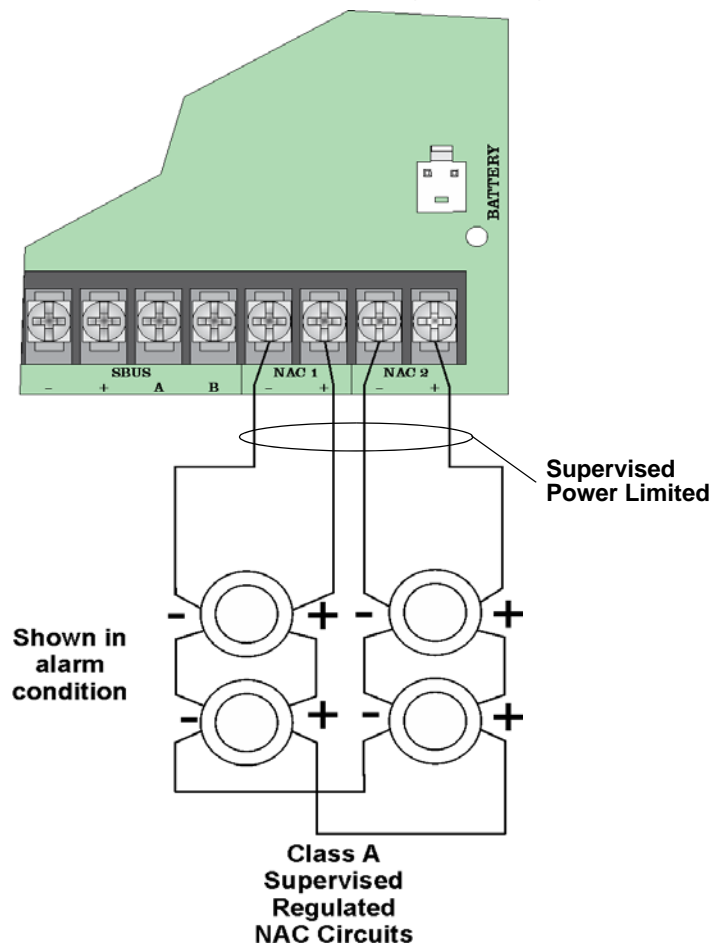 BATTERY
SBUS NAC 1 NAC 2
- + A B - + - +
Supervised
Power Limited
- + - +
Shown in
alarm
condition
- + - +
Class A
Supervised
Regulated
NAC Circuits